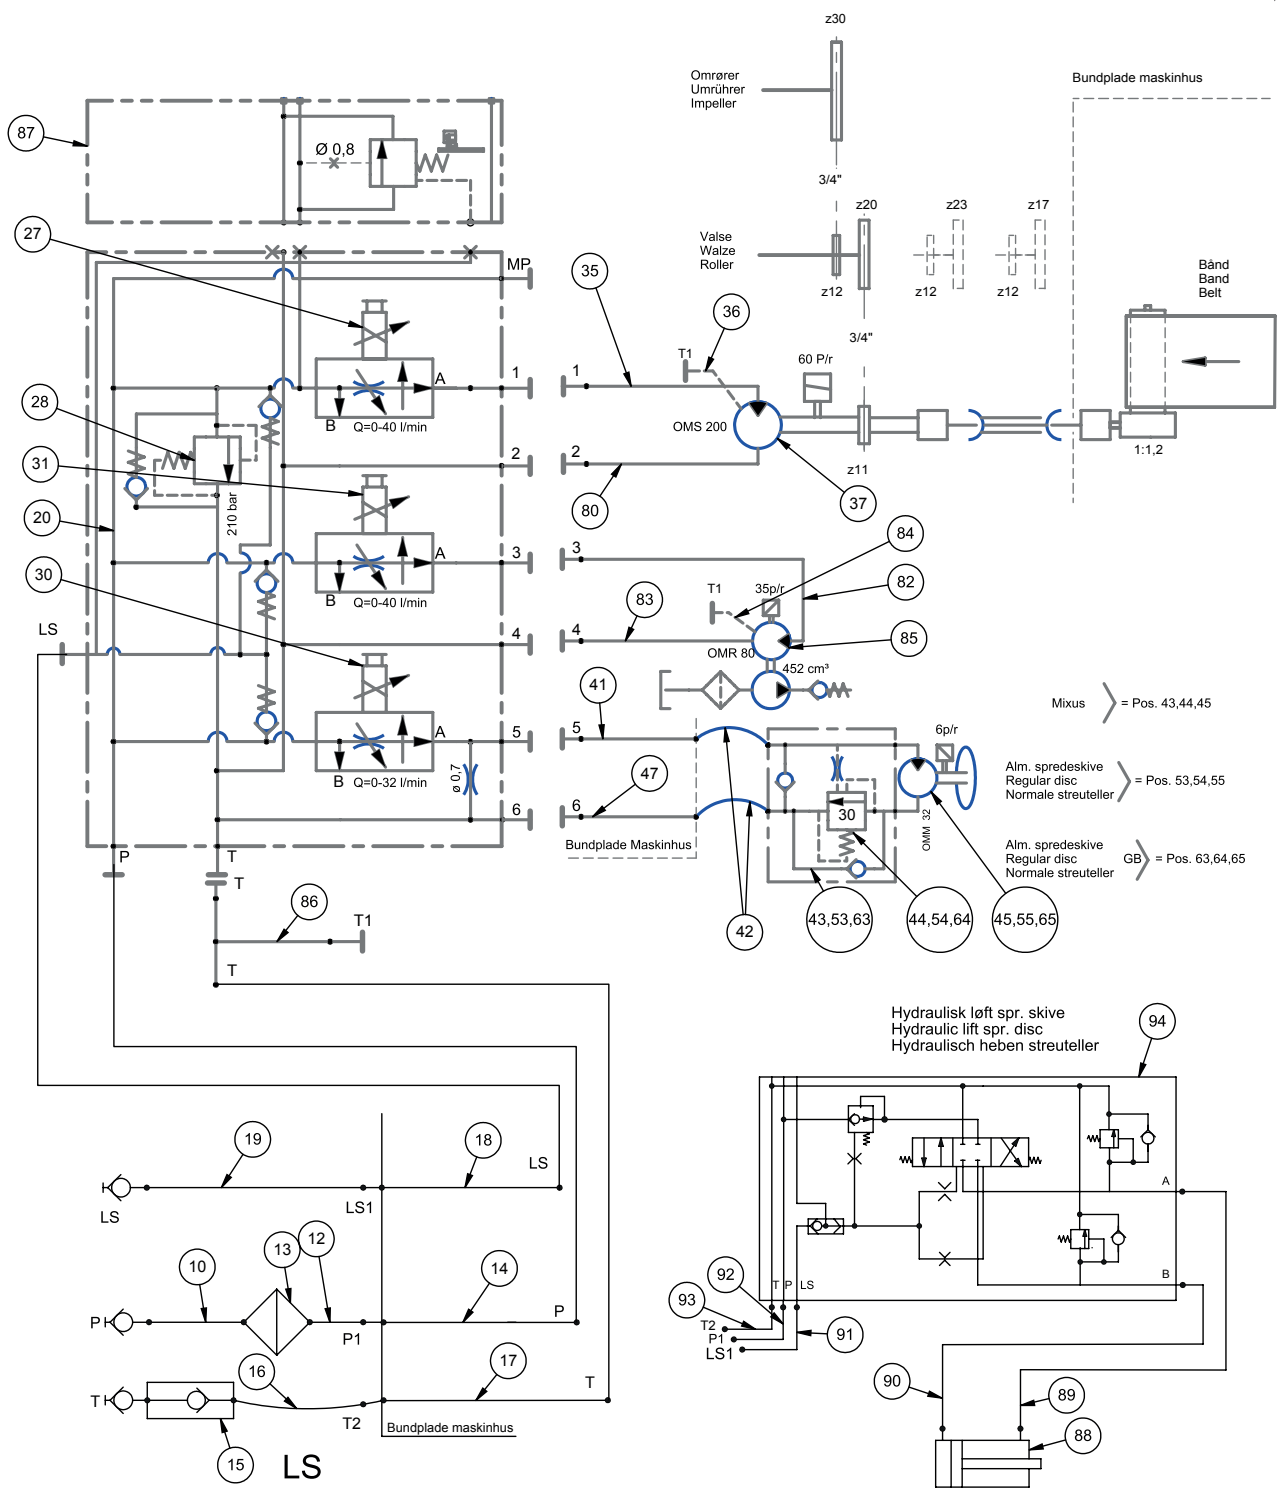 z30
Omrører
Umrührer
Impeller
Bundplade maskinhus
87
Ø 0,8
3/4"
27
z20
z23
z17
Valse
Walze
Roller
z12
z12
z12
Bånd
Band
Belt
MP
35
36
3/4"
T1
60 P/r
1
1
A
B
Q=0-40 l/min
28
OMS 200
2
2
1:1,2
z11
31
210 bar
80
37
20
84
3
3
A
B
Q=0-40 l/min
30
T1
35p/r
82
83
LS
4
4
85
OMR 80
452 cm³
41
Mixus
= Pos. 43,44,45
5
5
A
B
Q=0-32 l/min
ø 0,7
6p/r
47
Alm. spredeskive
Regular disc
Normale streuteller
= Pos. 53,54,55
6
6
30
OMM 32
Bundplade Maskinhus
P
T
T
Alm. spredeskive
Regular disc
Normale streuteller
GB
= Pos. 63,64,65
86
T1
42
43,53,63
44,54,64
45,55,65
T
Hydraulisk løft spr. skive
Hydraulic lift spr. disc
Hydraulisch heben streuteller
94
19
18
LS
LS
LS1
A
10
13
12
14
P
P
P1
B
92
T
P
LS
93
T2
P1
LS1
91
16
17
T
T
T2
Bundplade maskinhus
90
89
15
LS
88